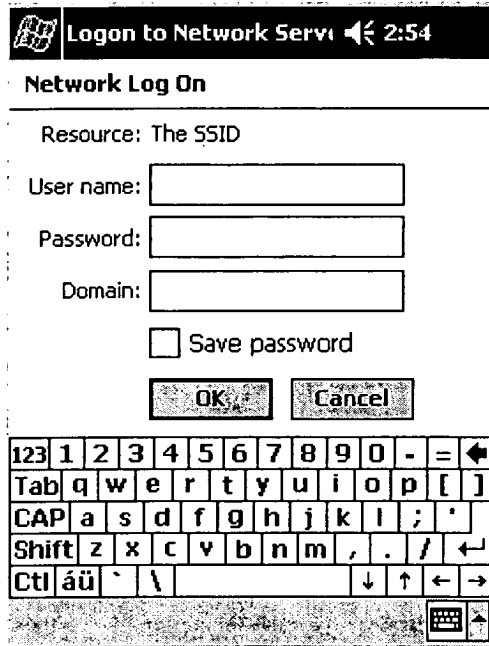 Logon to Network Serv 2:54
Network Log On
Resource: The SSID
User name:
Password:
Domain:
Save password
OK Cancel
123 1 2 3 4 5 6 7 8 9 0 - =
Tab q w e r t y u i o p [ ]
CAP a s d f g h j k l ; '
Shift z x c v b n m , . /
Ctl áü ` \